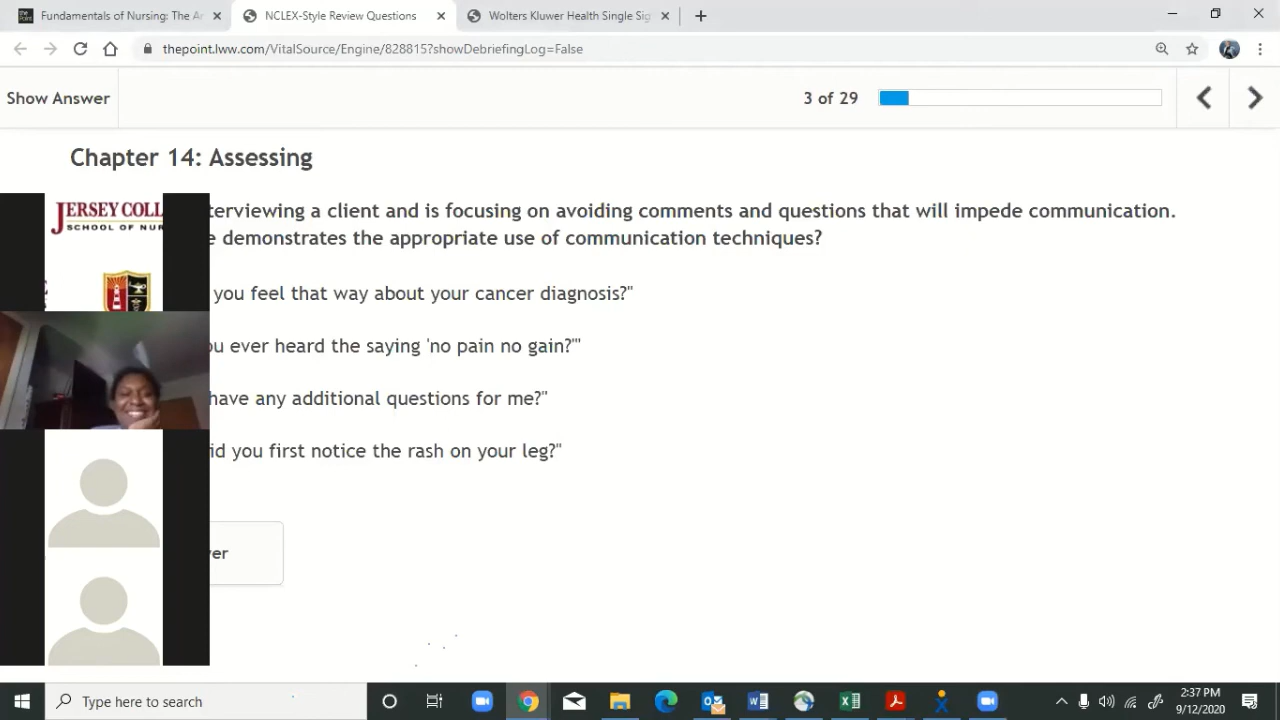 Fundamentals of Nursing: The Ar
NCLEX-Style Review Questions
Wolters Kluwer Health Single Sig
thepoint.lww.com/VitalSource/Engine/828815?showDebriefingLog=False
Show Answer
3 of 29
Chapter 14: Assessing
JERSEY COLL
SCHOOL OF NUR
terviewing a client and is focusing on avoiding comments and questions that will impede communication.
e demonstrates the appropriate use of communication techniques?
you feel that way about your cancer diagnosis?"
ou ever heard the saying 'no pain no gain?'"
have any additional questions for me?"
id you first notice the rash on your leg?"
ver
Type here to search
2:37 PM
9/12/2020